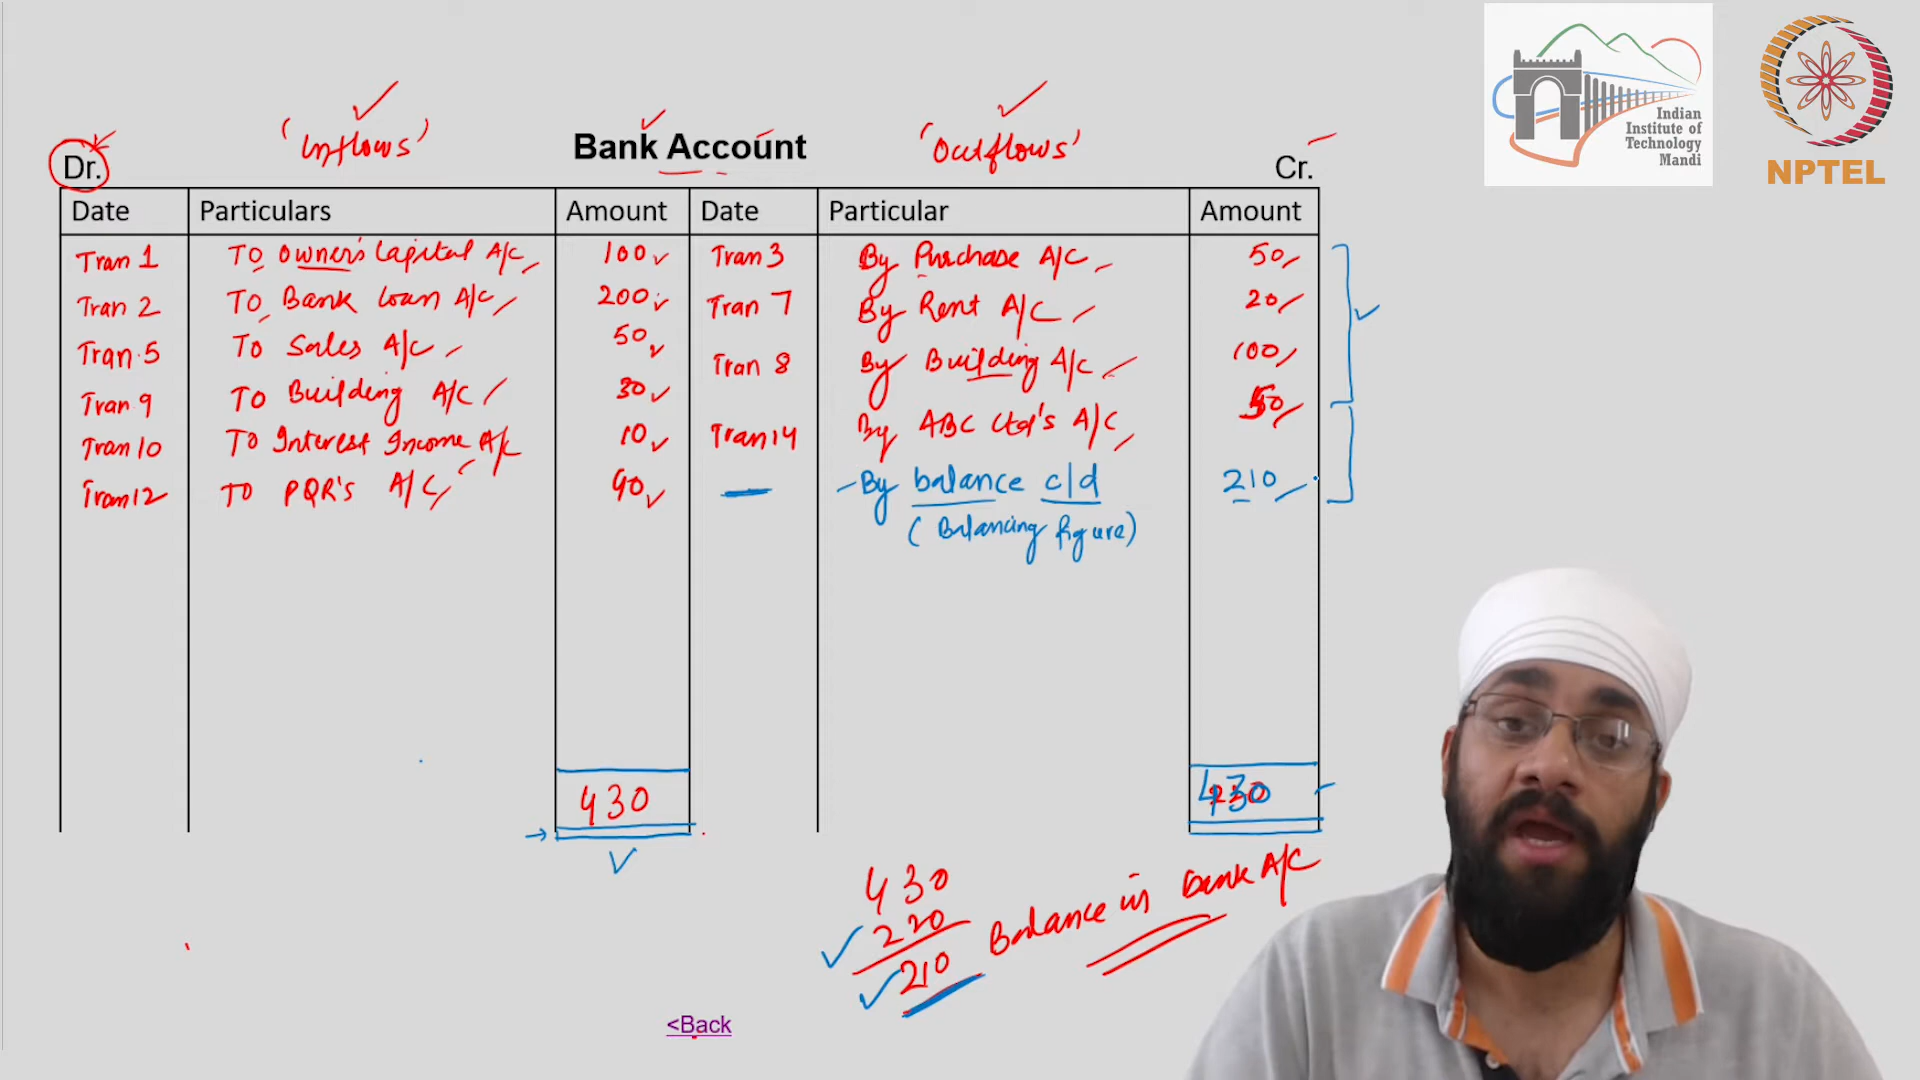 Indian
Institute of
Technology
Mandi
NPTEL
'Inflows'
Bank Account
'Outflows'
Dr.
Cr.
Date Particulars Amount Date Particular Amount
Tran 1 To Owner's Capital A/C 100 Tran 3 By Purchase A/C 50
Tran 2 To Bank loan A/C 200 Tran 7 By Rent A/C 20
Tran 5 To Sales A/C 50 Tran 8 By Building A/C 100
Tran 9 To Building A/C 30 Tran 14 By ABC Ltd's A/C 50
Tran 10 To Interest Income A/C 10
Tran 12 To PQR's A/C 40 By balance c/d 210
(Balancing figure)
430 430
430
220
210 Balance in Bank A/C
<Back